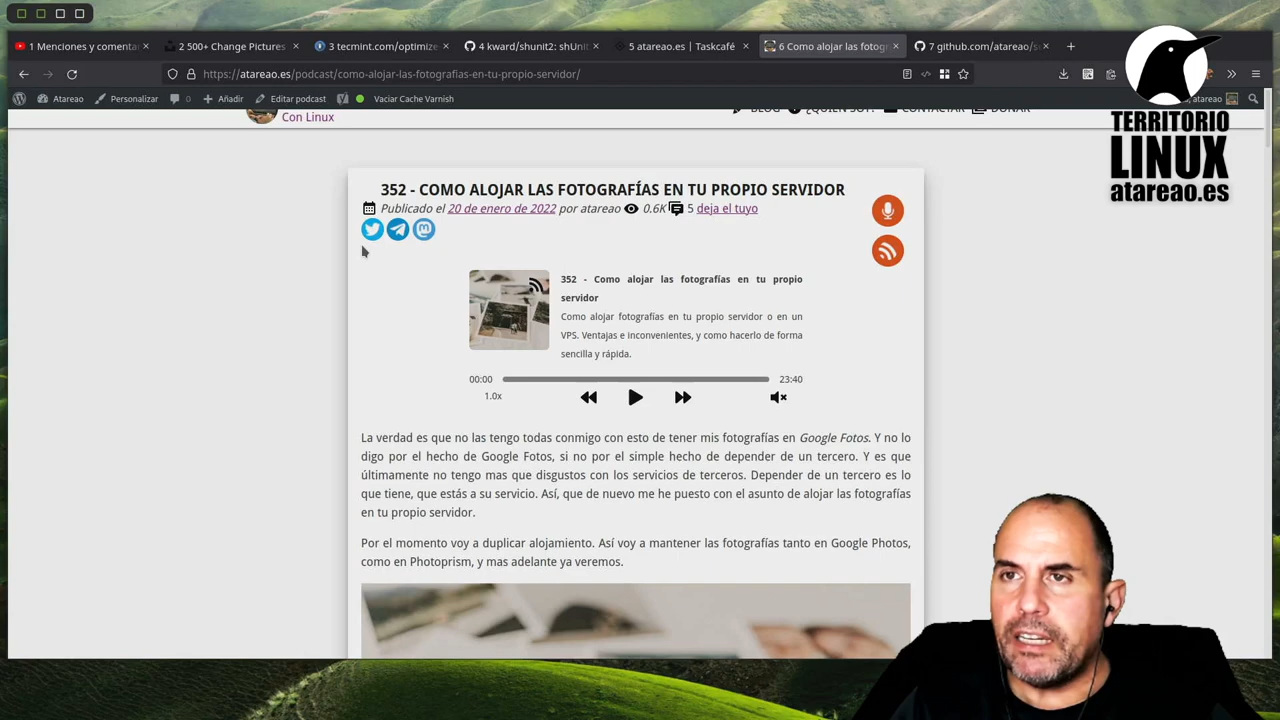 1 Menciones y comenta
2 500+ Change Pictures
3 tecmint.com/optimize
4 kward/shunit2: shUnit
5 atareao.es | Taskcafé
6 Como alojar las fotog
7 github.com/atareao/s
https://atareao.es/podcast/como-alojar-las-fotografias-en-tu-propio-servidor/
Atareao
Personalizar
0
Añadir
Editar podcast
Vaciar Cache Varnish
atareao
Con Linux
BLOG
¿QUIÉN SOY?
CONTACTAR
DONAR
TERRITORIO
LINUX
atareao.es
352 - COMO ALOJAR LAS FOTOGRAFÍAS EN TU PROPIO SERVIDOR
Publicado el 20 de enero de 2022 por atareao 0.6K 5 deja el tuyo
352 - Como alojar las fotografías en tu propio
servidor
Como alojar fotografías en tu propio servidor o en un
VPS. Ventajas e inconvenientes, y como hacerlo de forma
sencilla y rápida.
00:00
23:40
1.0x
La verdad es que no las tengo todas conmigo con esto de tener mis fotografías en Google Fotos. Y no lo
digo por el hecho de Google Fotos, si no por el simple hecho de depender de un tercero. Y es que
últimamente no tengo mas que disgustos con los servicios de terceros. Depender de un tercero es lo
que tiene, que estás a su servicio. Así, que de nuevo me he puesto con el asunto de alojar las fotografías
en tu propio servidor.
Por el momento voy a duplicar alojamiento. Así voy a mantener las fotografías tanto en Google Photos,
como en Photoprism, y mas adelante ya veremos.